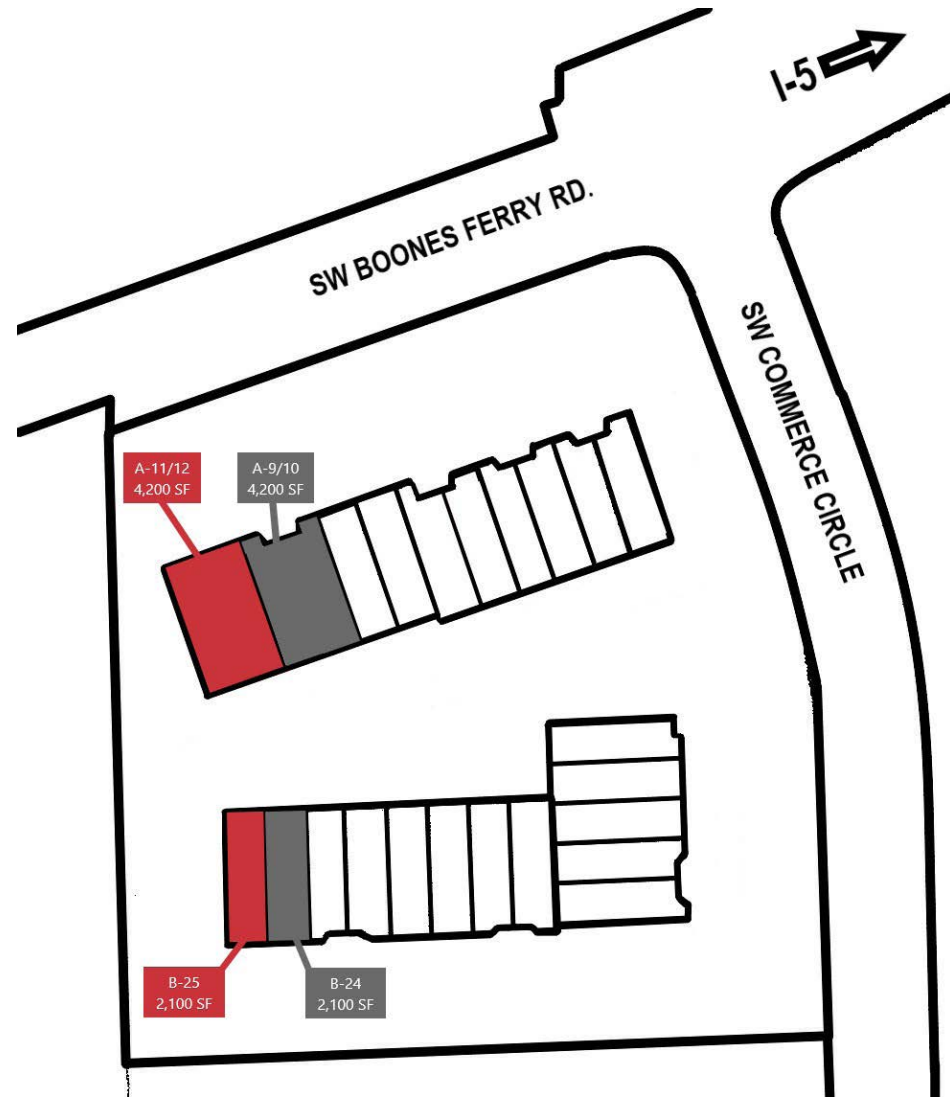 I-5
SW BOONES FERRY RD.
SW COMMERCE CIRCLE
A-11/12
4,200 SF
A-9/10
4,200 SF
B-25
2,100 SF
B-24
2,100 SF